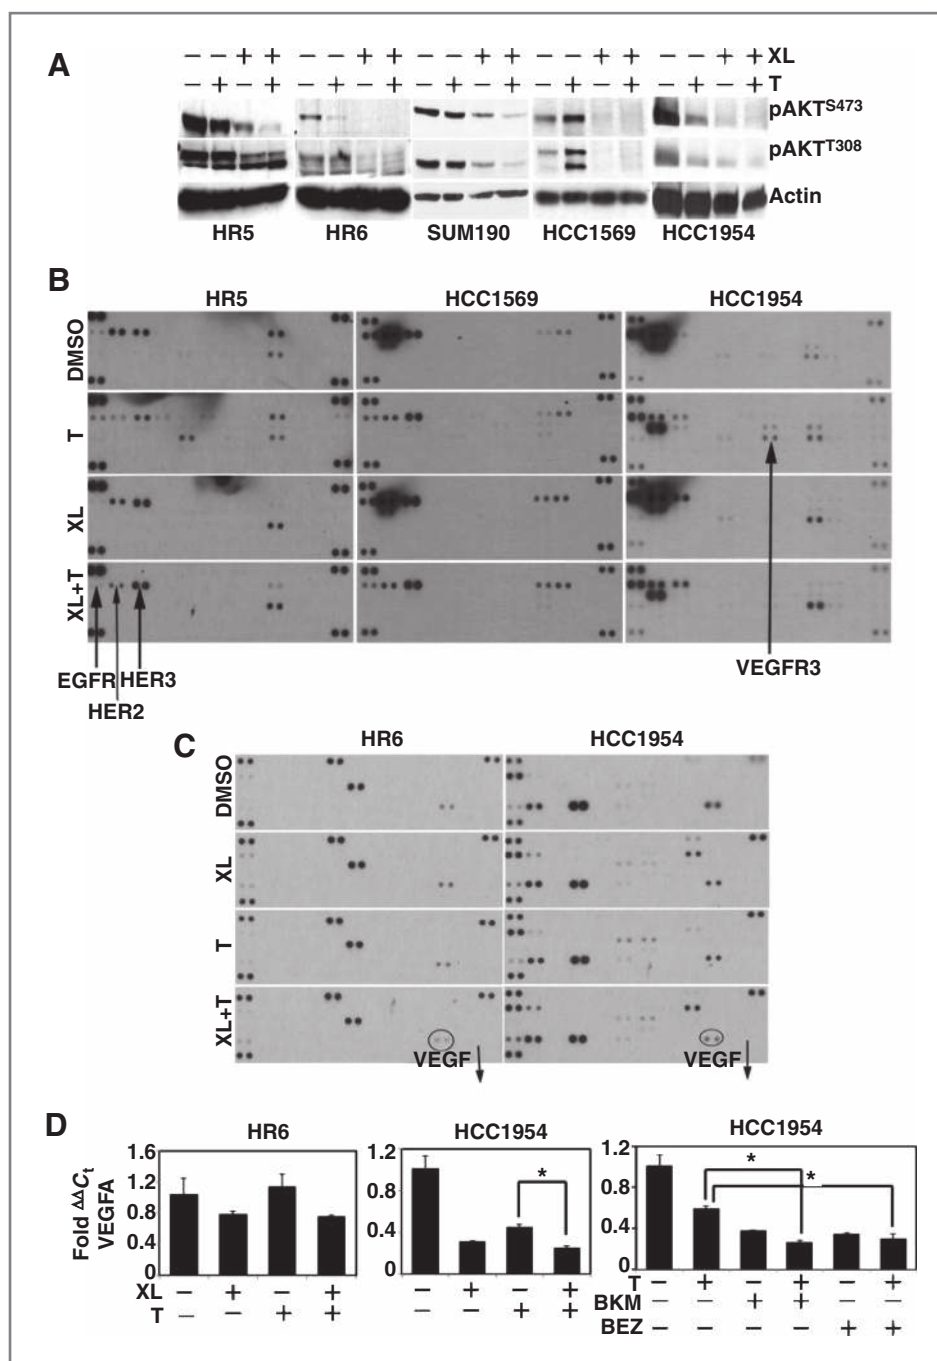 A
− − + + − − + + − − + + − − + + − − + + XL
− + − + − + − + − + − + − + − + − + − + T
pAKTS473
pAKTT308
Actin
HR5 HR6 SUM190 HCC1569 HCC1954
B
HR5 HCC1569 HCC1954
DMSO
T
XL
XL+T
EGFR HER3 VEGFR3
HER2
C
HR6 HCC1954
DMSO
XL
T
XL+T
VEGF VEGF
D
HR6 HCC1954 HCC1954
Fold ΔΔCt
VEGFA
1.6
1.2
0.8
0.4
0
1.2
0.8
0.4
0
1.2
0.8
0.4
0
*
*
*
XL − + − + − + − + − + − + − + T
T − − + + − − + + − − + + − − BKM
− − − − + + BEZ